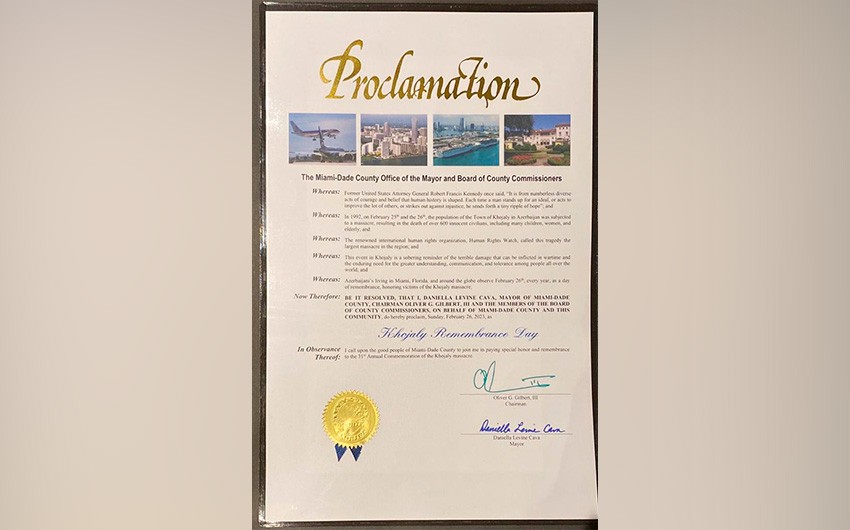 Proclamation
The Miami-Dade County Office of the Mayor and Board of County Commissioners
Whereas: Former United States Attorney General Robert Francis Kennedy once said, "It is from numberless diverse
acts of courage and belief that human history is shaped. Each time a man stands up for an ideal, or acts to
improve the lot of others, or strikes out against injustice, he sends forth a tiny ripple of hope"; and
Whereas: In 1992, on February 25th and the 26th, the population of the Town of Khojaly in Azerbaijan was subjected
to a massacre, resulting in the death of over 600 innocent civilians, including many children, women, and
elderly; and
Whereas: The renowned international human rights organization, Human Rights Watch, called this tragedy the
largest massacre in the region; and
Whereas: This event in Khojaly is a sobering reminder of the terrible damage that can be inflicted in wartime and
the enduring need for the greater understanding, communication, and tolerance among people all over the
world; and
Whereas: Azerbaijani's living in Miami, Florida, and around the globe observe February 26th, every year, as a day
of remembrance, honoring victims of the Khojaly massacre;
Now Therefore: BE IT RESOLVED, THAT I, DANIELLA LEVINE CAVA, MAYOR OF MIAMI-DADE
COUNTY, CHAIRMAN OLIVER G. GILBERT, III AND THE MEMBERS OF THE BOARD
OF COUNTY COMMISSIONERS, ON BEHALF OF MIAMI-DADE COUNTY AND THIS
COMMUNITY, do hereby proclaim, Sunday, February 26, 2023, as
Khojaly Remembrance Day
In Observance I call upon the good people of Miami-Dade County to join me in paying special honor and remembrance
Thereof: to the 31st Annual Commemoration of the Khojaly massacre.
Oliver G. Gilbert, III
Chairman
Daniella Levine Cava
Daniella Levine Cava
Mayor